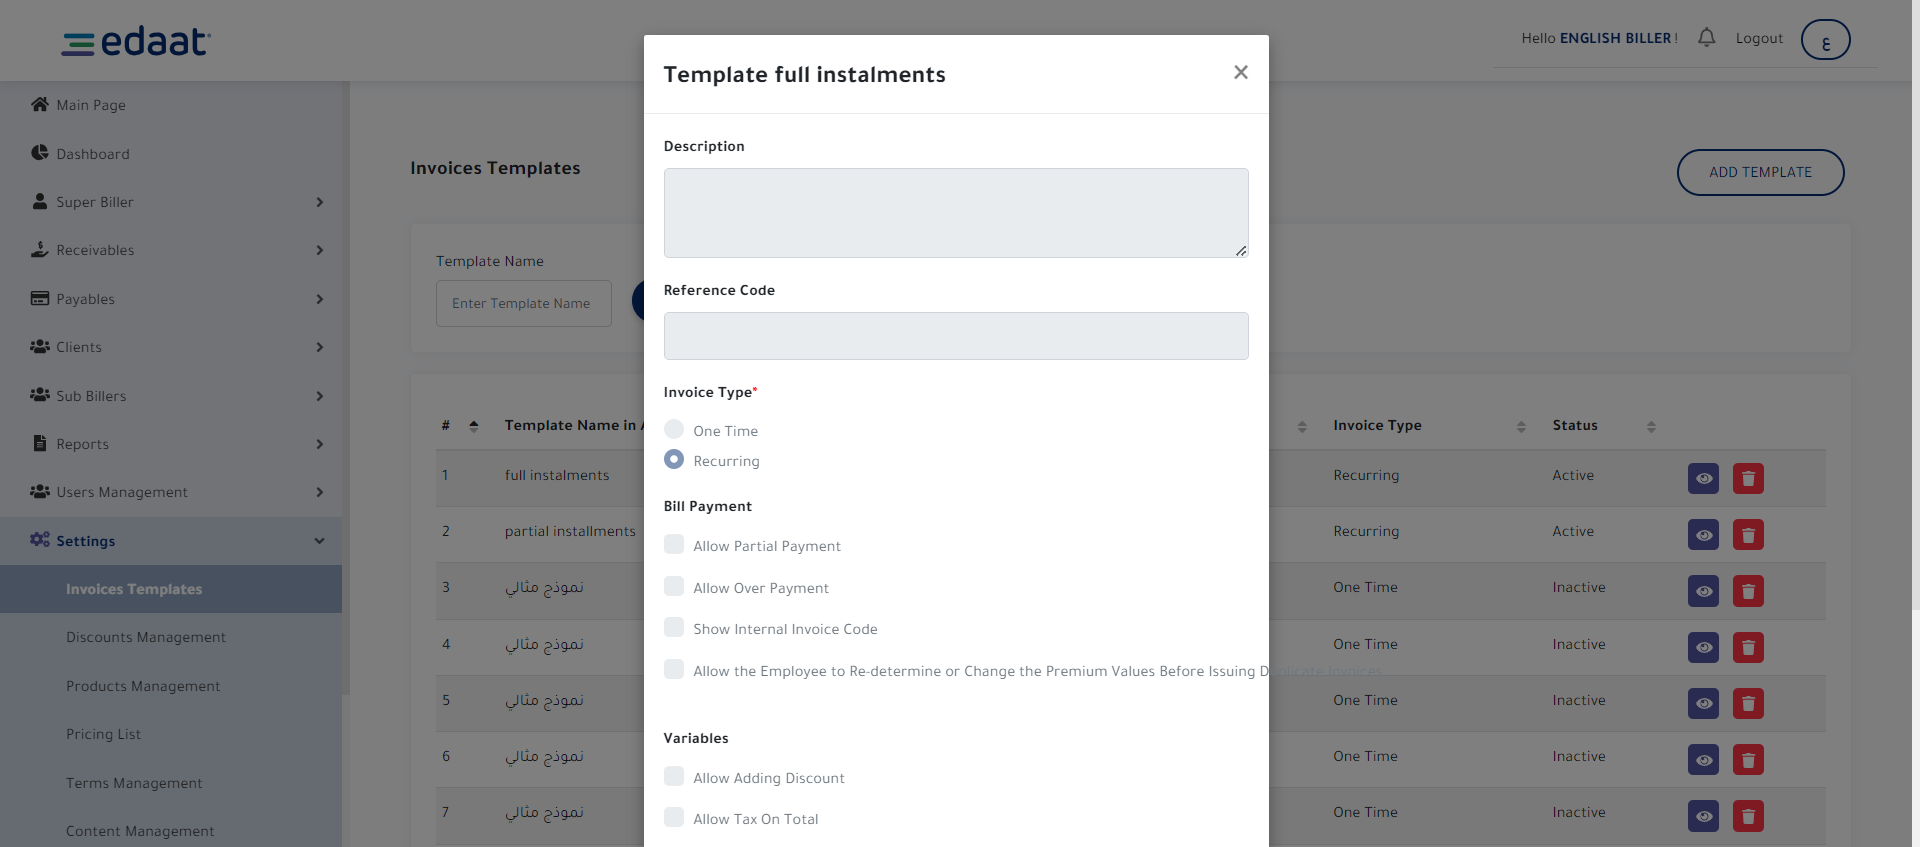 edaat
Hello ENGLISH BILLER !
Logout
ع
Main Page
Dashboard
Super Biller
Receivables
Payables
Clients
Sub Billers
Reports
Users Management
Settings
Invoices Templates
Discounts Management
Products Management
Pricing List
Terms Management
Content Management
Invoices Templates
ADD TEMPLATE
Template Name
Enter Template Name
# Template Name in Invoice Type Status
1 full instalments Recurring Active
2 partial installments Recurring Active
3 نموذج مثالي One Time Inactive
4 نموذج مثالي One Time Inactive
5 نموذج مثالي One Time Inactive
6 نموذج مثالي One Time Inactive
7 نموذج مثالي One Time Inactive
Template full instalments
Description
Reference Code
Invoice Type*
One Time
Recurring
Bill Payment
Allow Partial Payment
Allow Over Payment
Show Internal Invoice Code
Allow the Employee to Re-determine or Change the Premium Values Before Issuing Duplicate Invoices
Variables
Allow Adding Discount
Allow Tax On Total